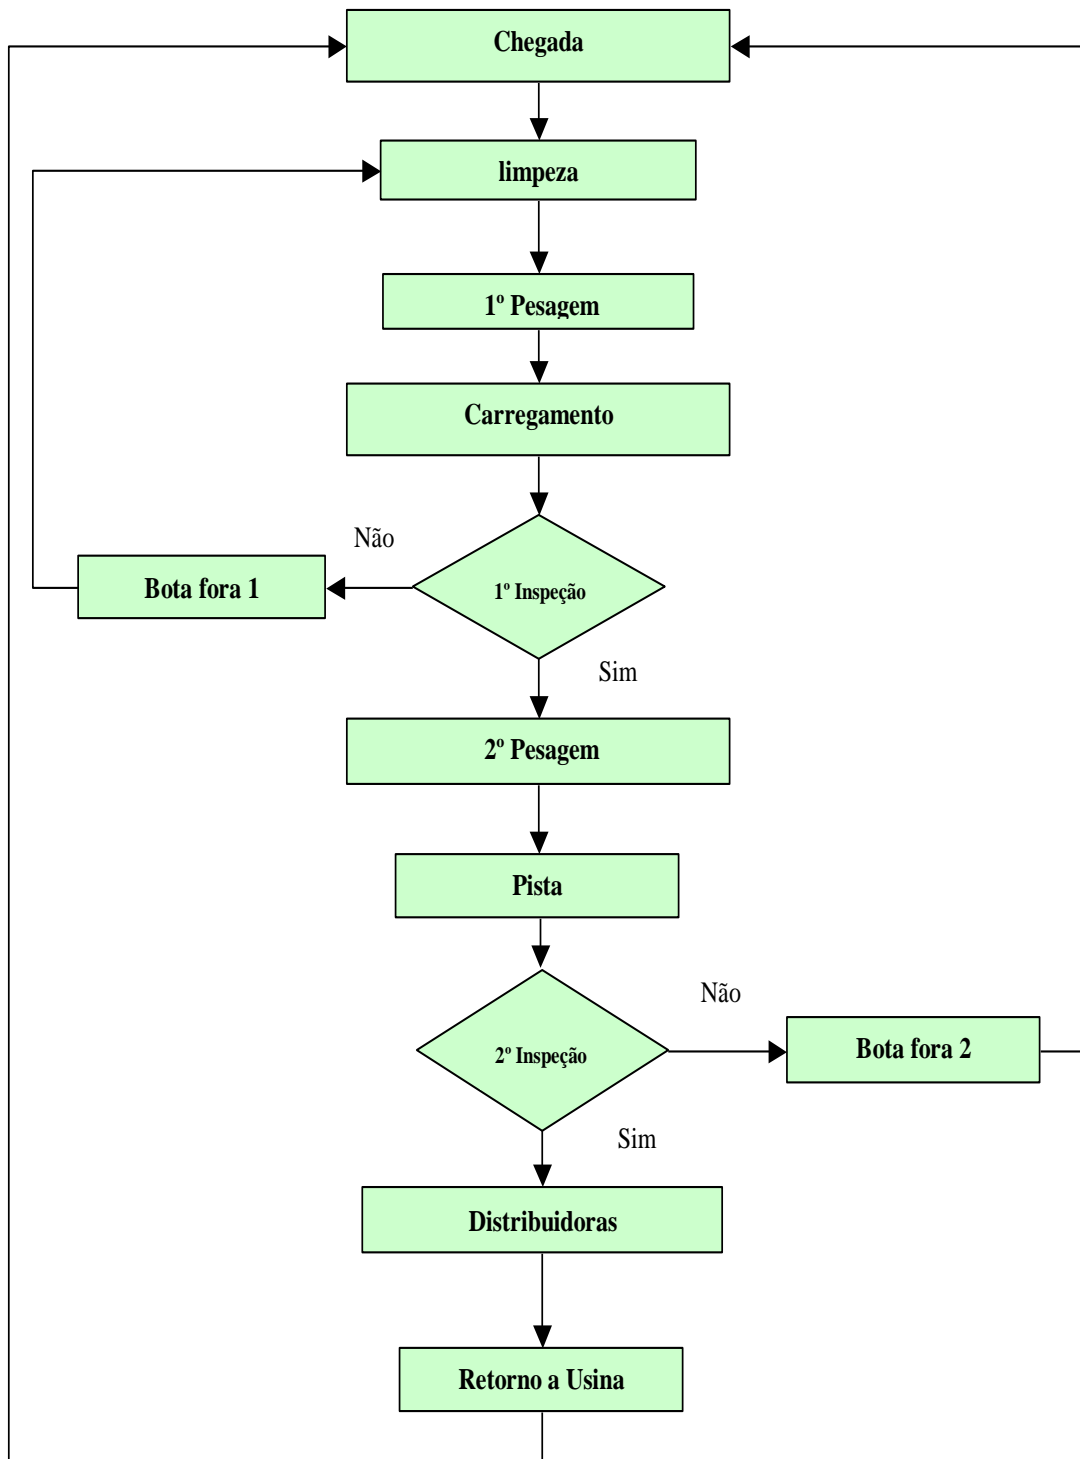 Chegada
limpeza
1º Pesagem
Carregamento
Não
Bota fora 1
1º Inspeção
Sim
2º Pesagem
Pista
Não
2º Inspeção
Bota fora 2
Sim
Distribuidoras
Retorno a Usina